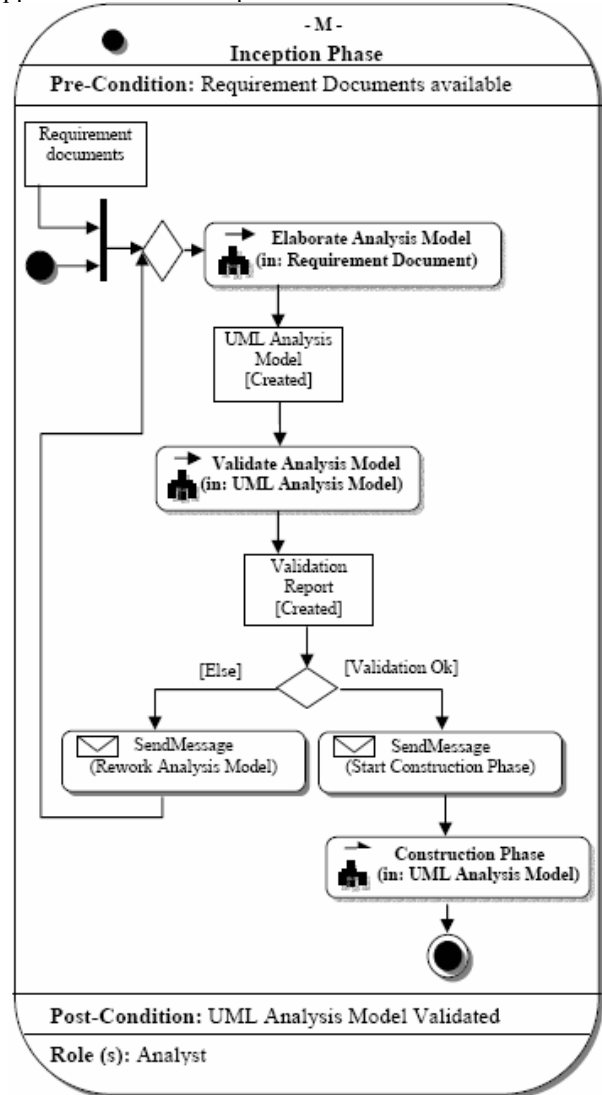 - M -
Inception Phase
Pre-Condition: Requirement Documents available
Requirement
documents
Elaborate Analysis Model
(in: Requirement Document)
UML Analysis
Model
[Created]
Validate Analysis Model
(in: UML Analysis Model)
Validation
Report
[Created]
[Else]
[Validation Ok]
SendMessage
(Rework Analysis Model)
SendMessage
(Start Construction Phase)
Construction Phase
(in: UML Analysis Model)
Post-Condition: UML Analysis Model Validated
Role (s): Analyst